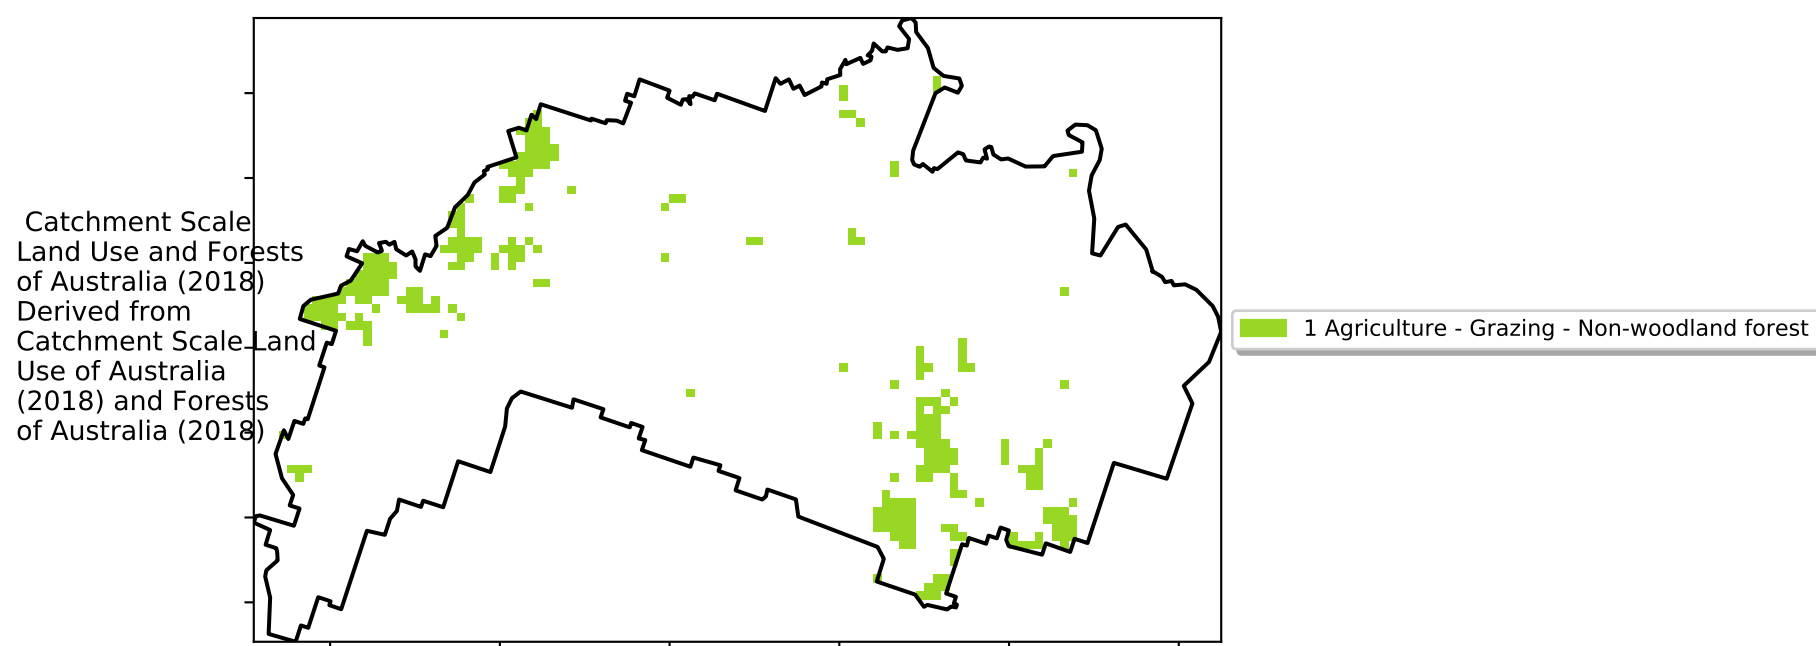 Catchment Scale
Land Use and Forests
of Australia (2018)
Derived from
Catchment Scale Land
Use of Australia
(2018) and Forests
of Australia (2018)
1 Agriculture - Grazing - Non-woodland forest